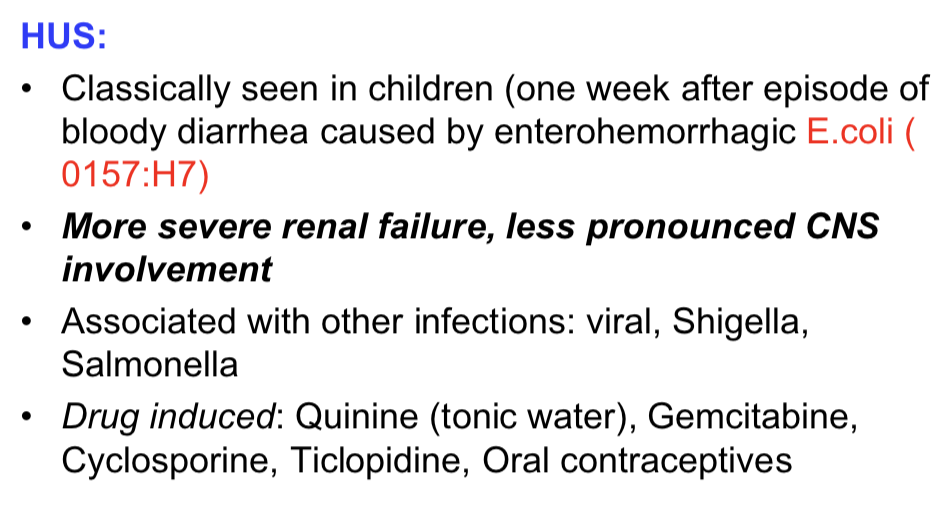 HUS:
• Classically seen in children (one week after episode of
bloody diarrhea caused by enterohemorrhagic E.coli (
0157:H7)
• More severe renal failure, less pronounced CNS
involvement
• Associated with other infections: viral, Shigella,
Salmonella
• Drug induced: Quinine (tonic water), Gemcitabine,
Cyclosporine, Ticlopidine, Oral contraceptives